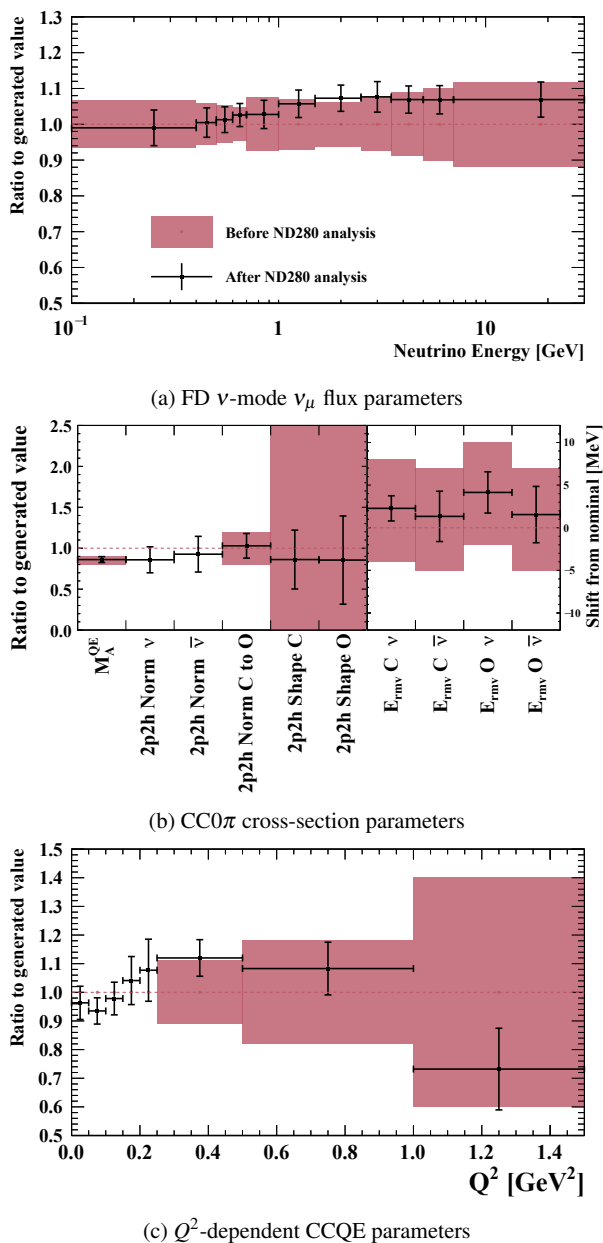 Ratio to generated value
1.3
1.2
1.1
1.0
0.9
0.8
0.7
0.6
0.5
Before ND280 analysis
After ND280 analysis
10⁻¹ 1 10
Neutrino Energy [GeV]
(a) FD ν-mode νμ flux parameters
Ratio to generated value
2.5
2.0
1.5
1.0
0.5
0.0
10
5
0
−5
−10
Shift from nominal [MeV]
M_A^QE
2p2h Norm ν
2p2h Norm ν̅
2p2h Norm C to O
2p2h Shape C
2p2h Shape O
E_rmv C ν
E_rmv C ν̅
E_rmv O ν
E_rmv O ν̅
(b) CC0π cross-section parameters
Ratio to generated value
1.5
1.4
1.3
1.2
1.1
1.0
0.9
0.8
0.7
0.6
0.5
0.0 0.2 0.4 0.6 0.8 1.0 1.2 1.4
Q² [GeV²]
(c) Q²-dependent CCQE parameters